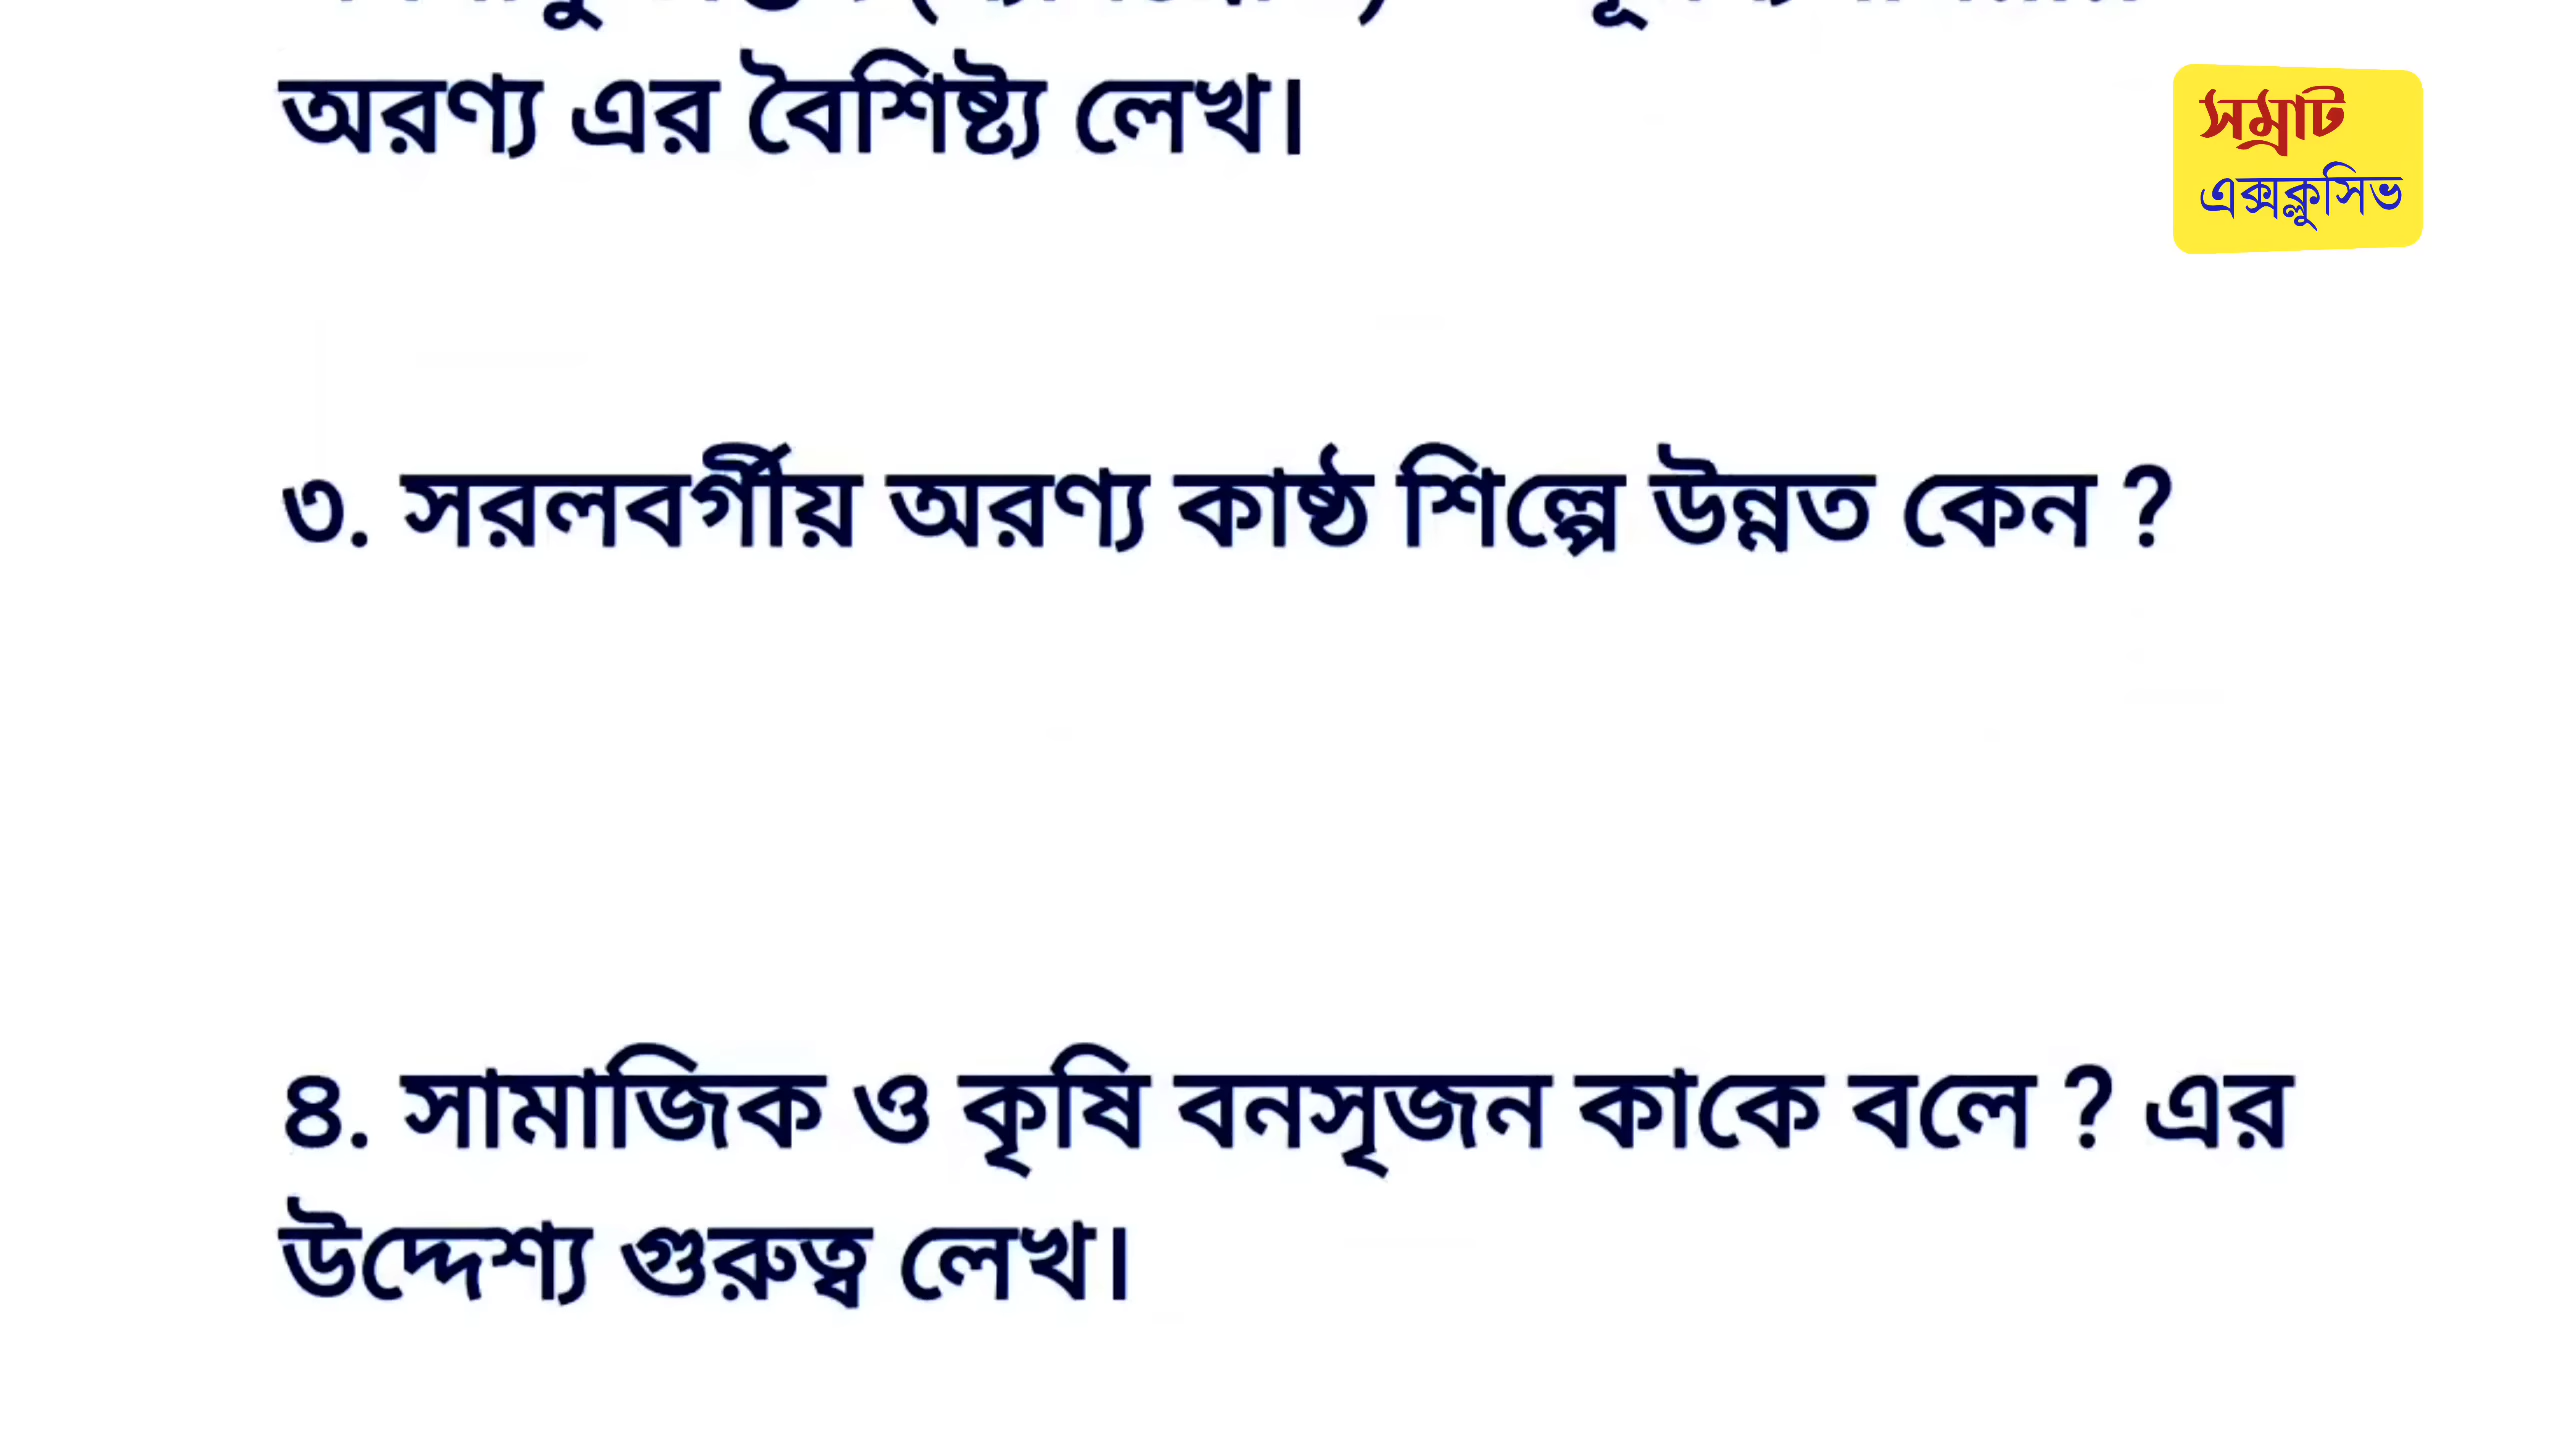 অরণ্য এর বৈশিষ্ট্য লেখ।
সম্রাট
এক্সক্লুসিভ
৩. সরলবর্গীয় অরণ্য কাষ্ঠ শিল্পে উন্নত কেন ?
৪. সামাজিক ও কৃষি বনসৃজন কাকে বলে ? এর
উদ্দেশ্য গুরুত্ব লেখ।